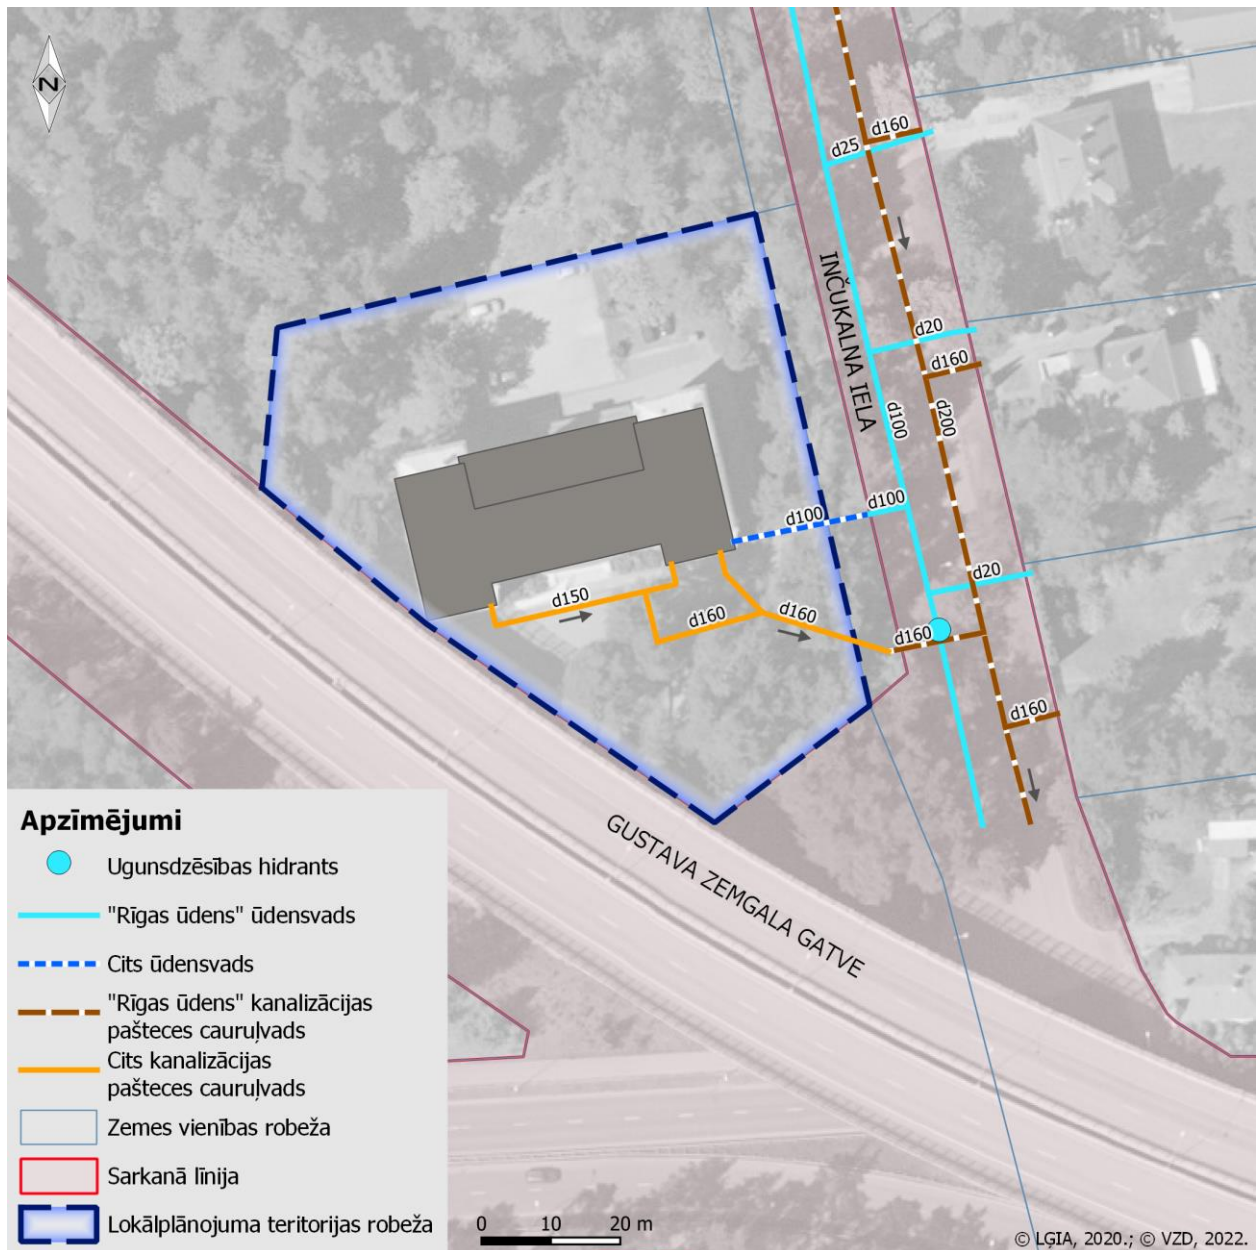 Z
d160
d25
INČUKALNA IELA
d20
d160
d100
d200
d100
d100
d20
d150
d160
d160
d160
d160
GUSTAVA ZEMGALA GATVE
Apzīmējumi
Ugunsdzēsības hidrants
"Rīgas ūdens" ūdensvads
Cits ūdensvads
"Rīgas ūdens" kanalizācijas
pašteces cauruļvads
Cits kanalizācijas
pašteces cauruļvads
Zemes vienības robeža
Sarkanā līnija
Lokālplānojuma teritorijas robeža
0 10 20 m
© LĢIA, 2020.; © VZD, 2022.